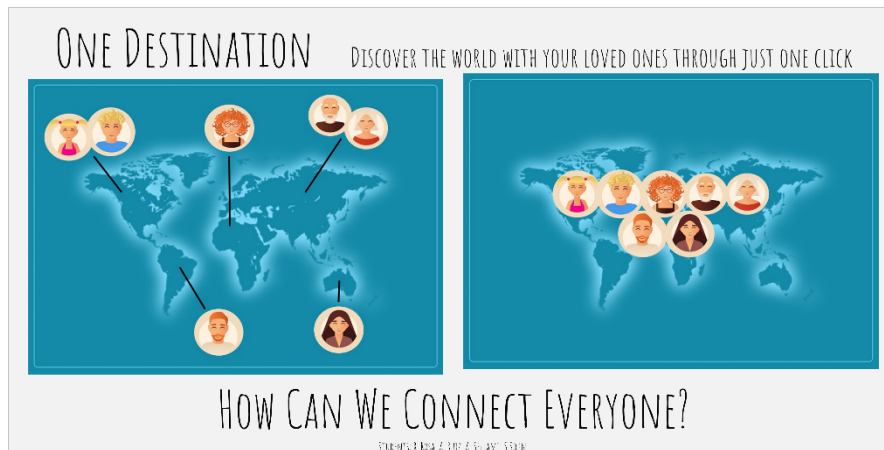 One Destination
Discover the world with your loved ones through just one click
How Can We Connect Everyone?